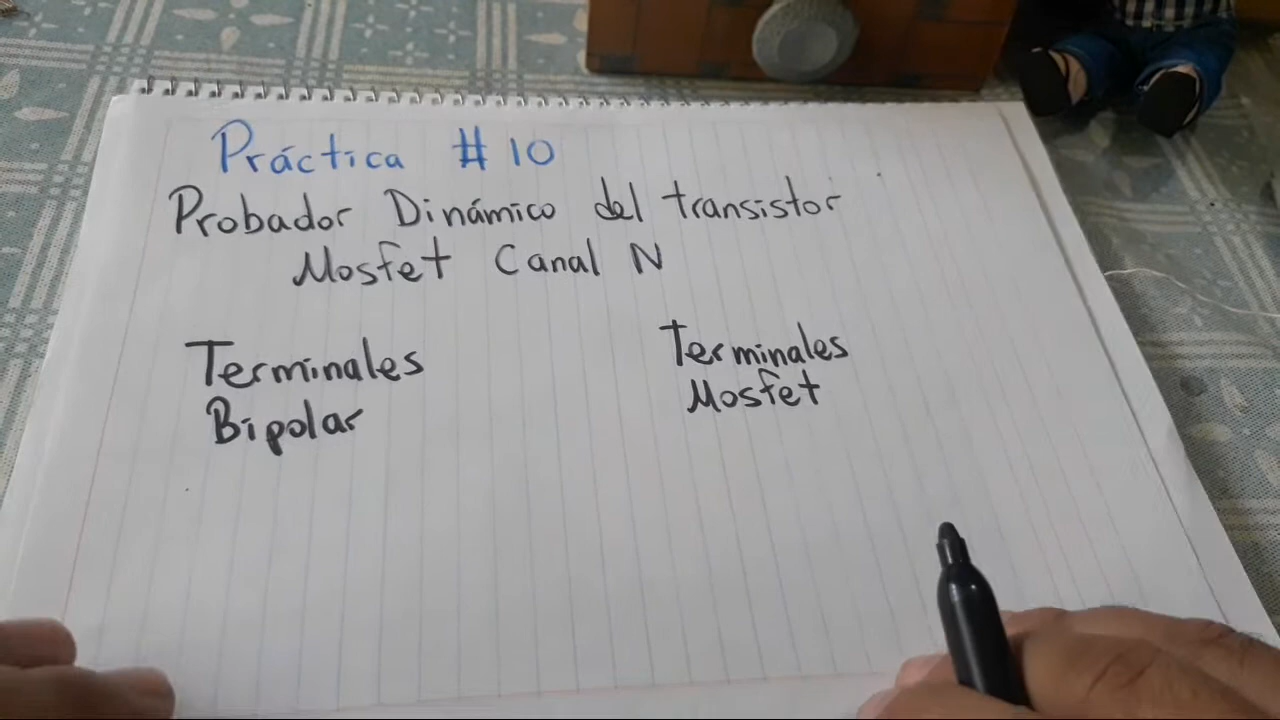 Práctica # 10
Probador Dinámico del transistor
Mosfet Canal N
Terminales
Bipolar
Terminales
Mosfet